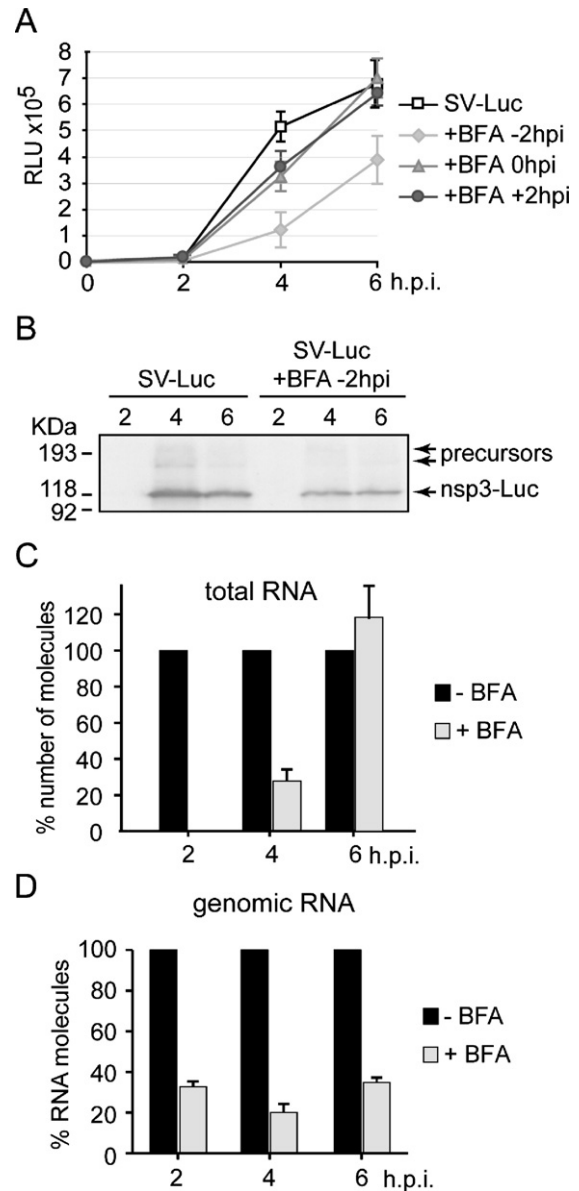 A
8
7
6
5
4
3
2
1
0
RLU x10⁵
0 2 4 6 h.p.i.
SV-Luc
+BFA -2hpi
+BFA 0hpi
+BFA +2hpi
B
SV-Luc
SV-Luc
+BFA -2hpi
2 4 6 2 4 6
KDa
193
118
92
precursors
nsp3-Luc
C
total RNA
120
100
80
60
40
20
0
% number of molecules
2 4 6 h.p.i.
- BFA
+ BFA
D
genomic RNA
100
80
60
40
20
0
% RNA molecules
2 4 6 h.p.i.
- BFA
+ BFA